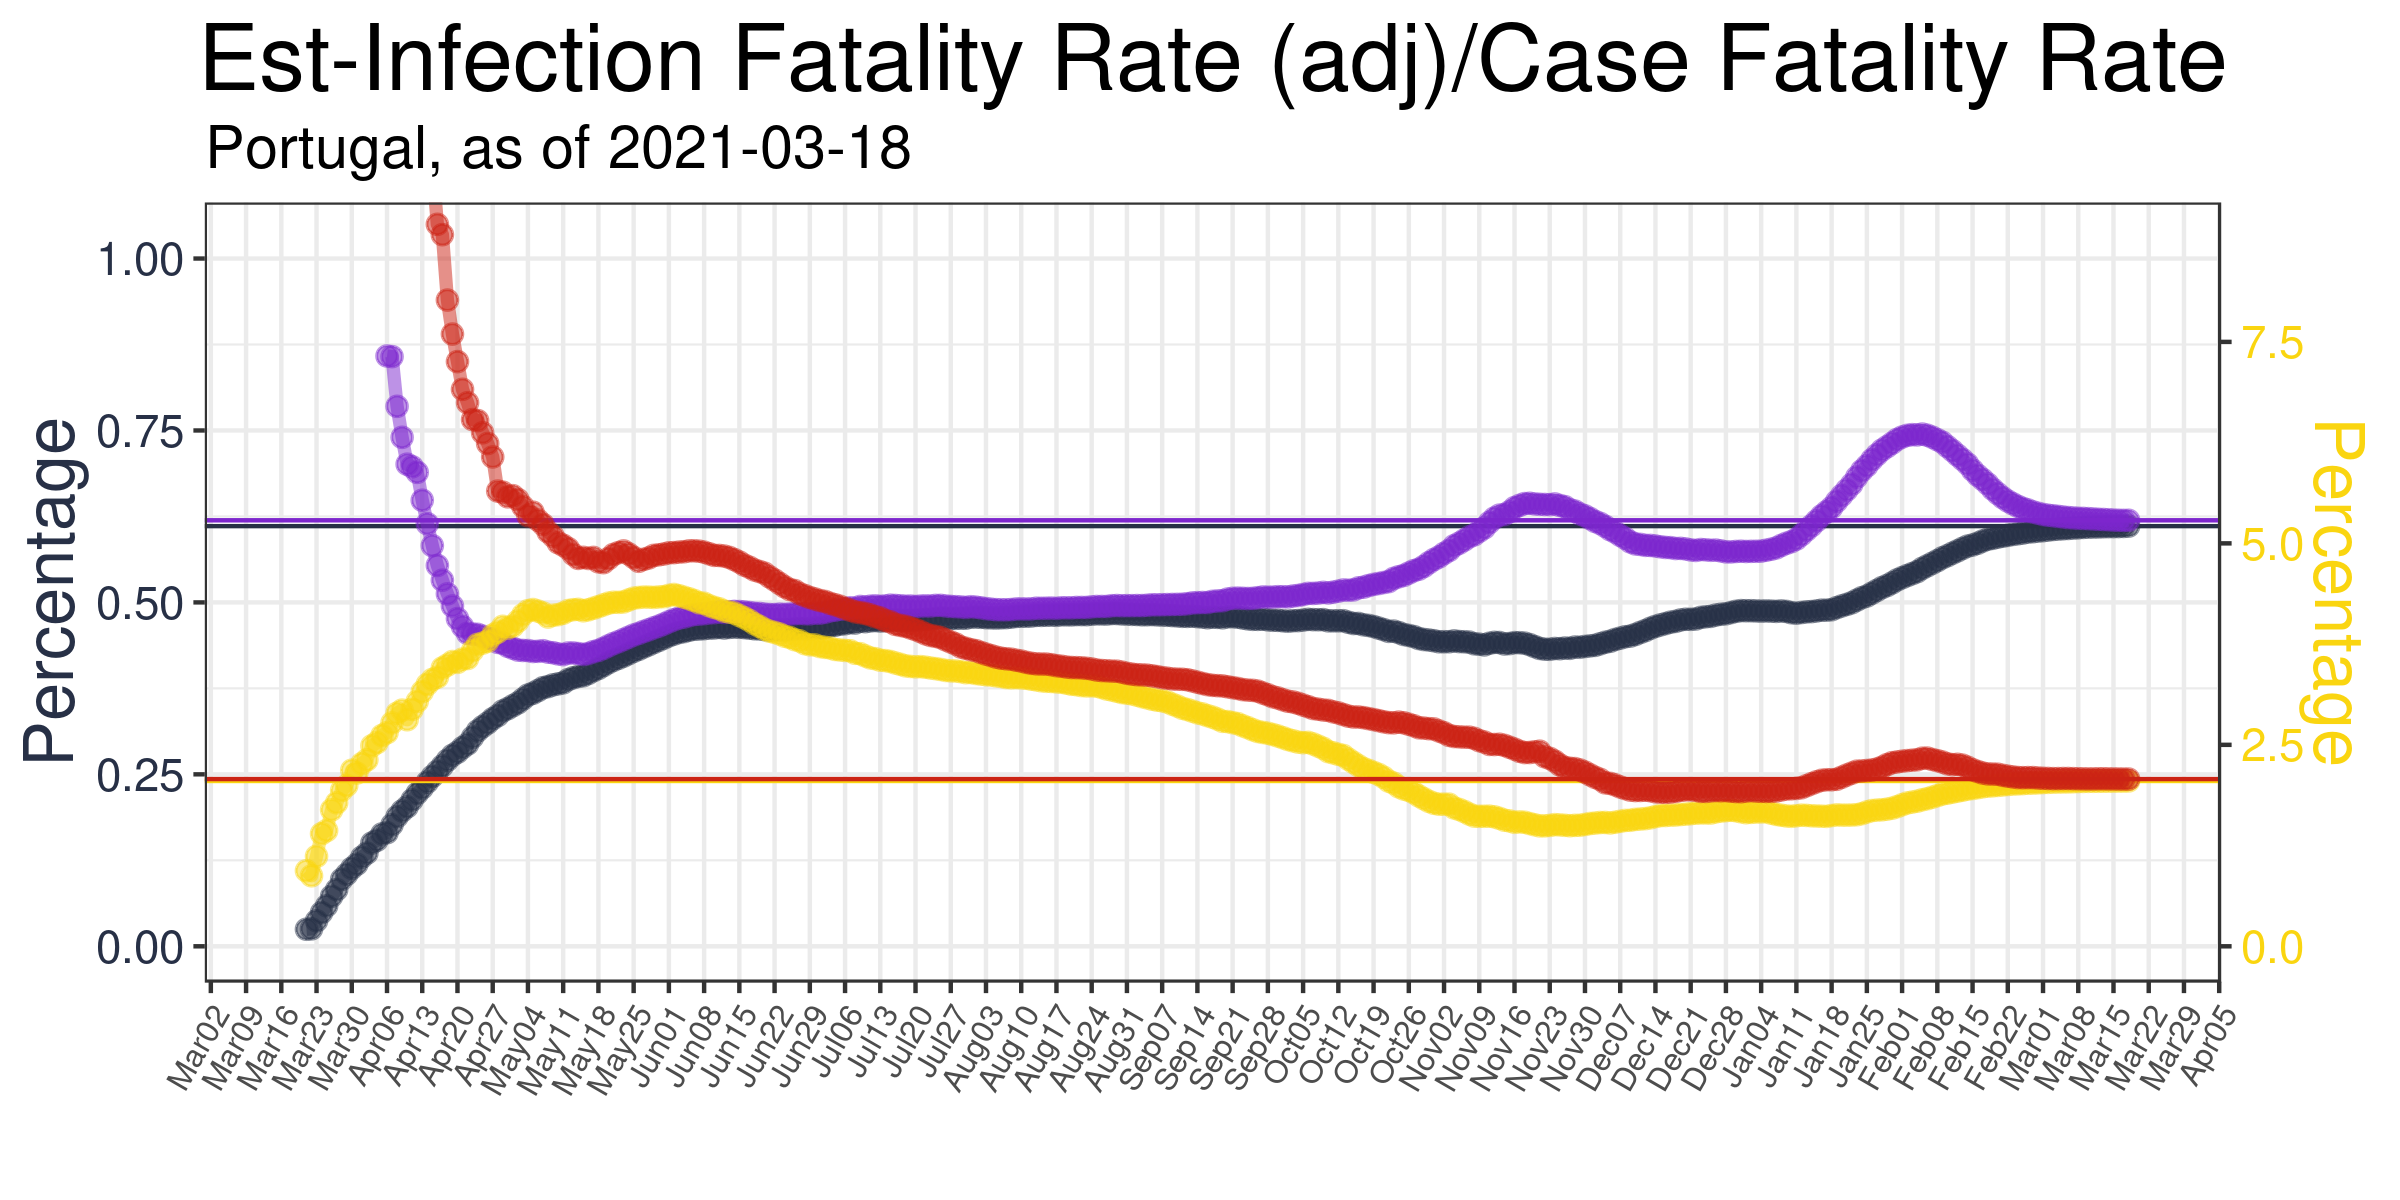 Est-Infection Fatality Rate (adj)/Case Fatality Rate
Portugal, as of 2021-03-18
Percentage
1.00
0.75
0.50
0.25
0.00
7.5
5.0
2.5
0.0
Percentage
Mar02
Mar09
Mar16
Mar23
Mar30
Apr06
Apr13
Apr20
Apr27
May04
May11
May18
May25
Jun01
Jun08
Jun15
Jun22
Jun29
Jul06
Jul13
Jul20
Jul27
Aug03
Aug10
Aug17
Aug24
Aug31
Sep07
Sep14
Sep21
Sep28
Oct05
Oct12
Oct19
Oct26
Nov02
Nov09
Nov16
Nov23
Nov30
Dec07
Dec14
Dec21
Dec28
Dec04
Jan11
Jan18
Jan25
Feb01
Feb08
Feb15
Feb22
Mar01
Mar08
Mar15
Mar22
Mar29
Apr05